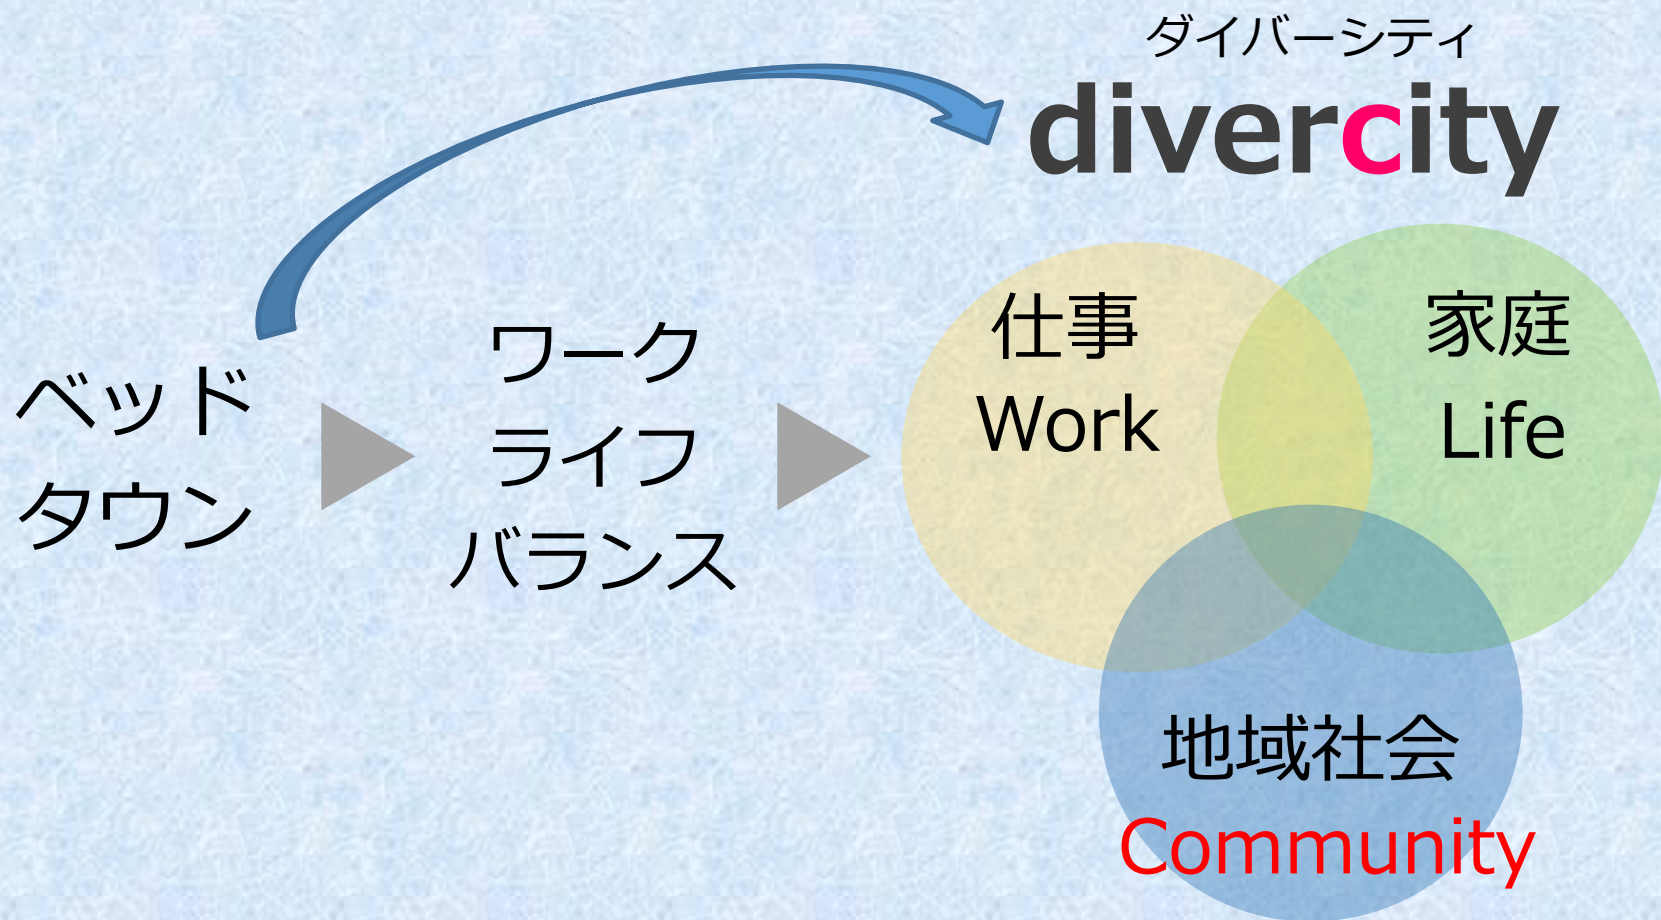 ダイバーシティ
divercity
ベッド
タウン
ワーク
ライフ
バランス
仕事
Work
家庭
Life
地域社会
Community